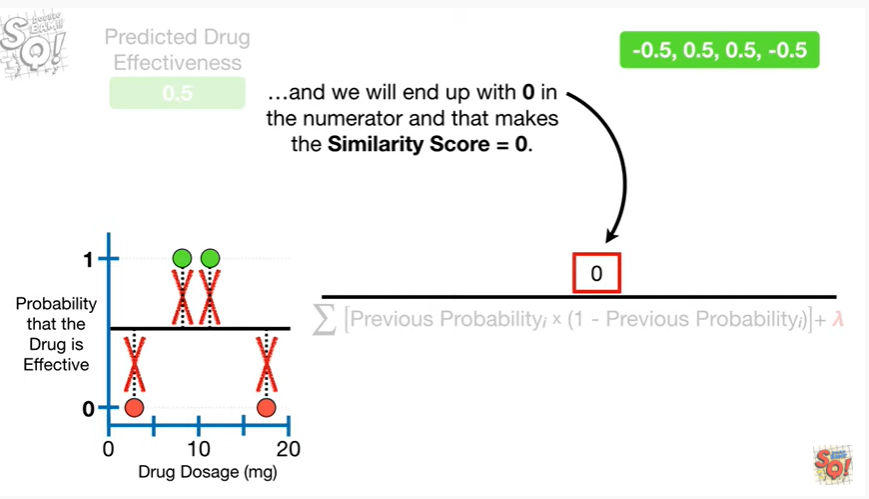 Predicted Drug
Effectiveness
0.5
-0.5, 0.5, 0.5, -0.5
…and we will end up with 0 in
the numerator and that makes
the Similarity Score = 0.
0
∑ [Previous Probabilityᵢ × (1 - Previous Probabilityᵢ)]+ λ
1
Probability
that the
Drug is
Effective
0
0 10 20
Drug Dosage (mg)
SQ!